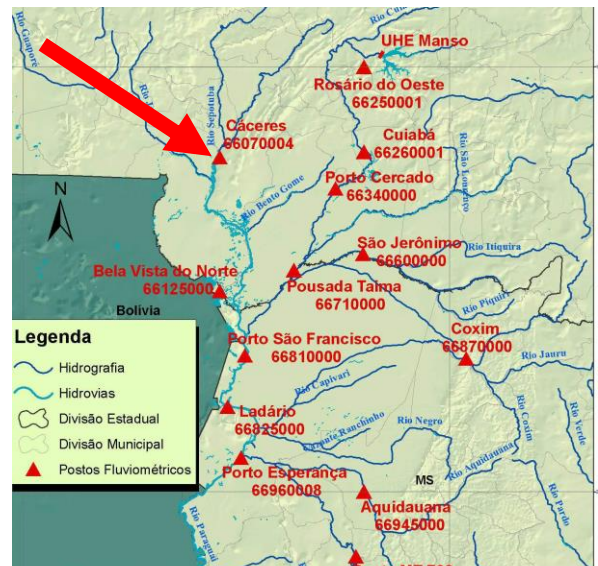 Rio Guaporé
Rio J
Rio Sepotuba
Rio Cu
UHE Manso
Rosário do Oeste
66250001
Cáceres
66070004
Cuiabá
66260001
Rio São Lourenço
Porto Cercado
66340000
Rio Bento Gome
N
São Jerônimo
66600000
Rio Itiquira
Bela Vista do Norte
66125000
Pousada Taima
66710000
Rio Piquiri
Bolivia
Legenda
Hidrografia
Hidrovias
Divisão Estadual
Divisão Municipal
Postos Fluviométricos
Porto São Francisco
66810000
Coxim
66870000
Rio Jauru
Rio Capivari
Ladário
66825000
Rio Negro
Rio Coxim
Rio Verde
Porto Esperança
66960008
Rio Aquidauana
MS
Rio Pardo
Aquidauana
66945000
Rio Paraguai